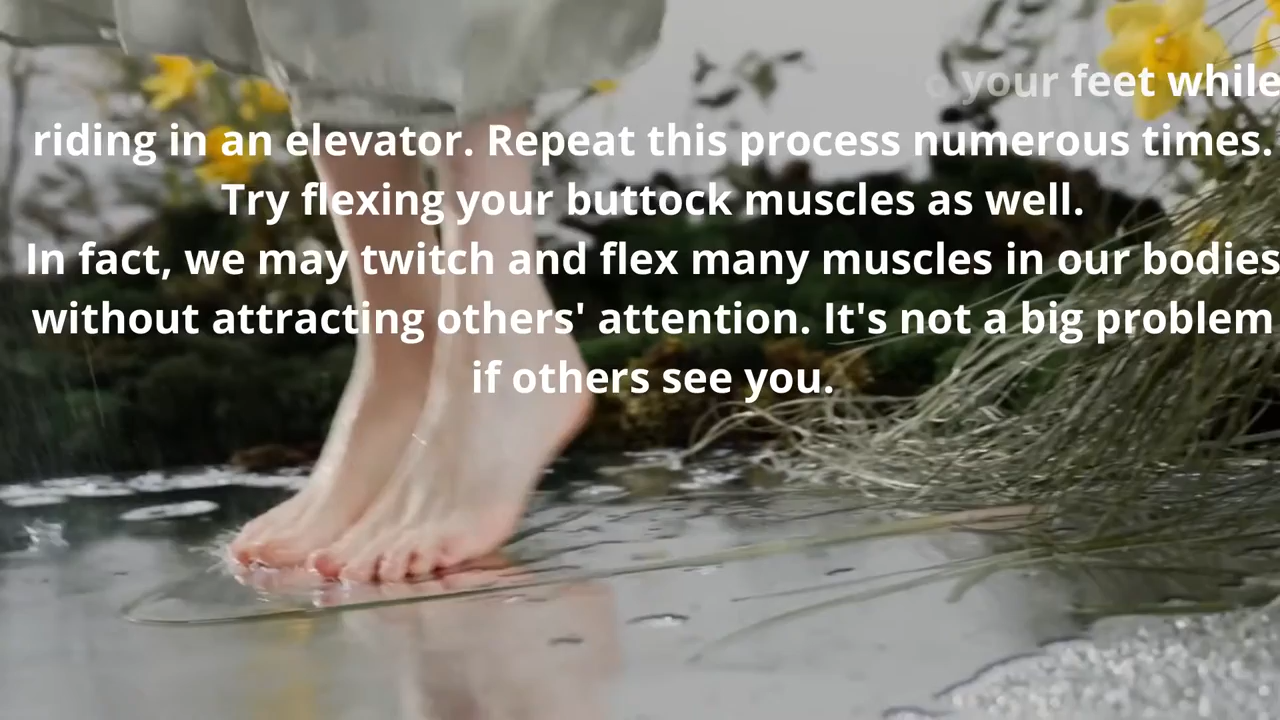 your feet while
riding in an elevator. Repeat this process numerous times.
Try flexing your buttock muscles as well.
In fact, we may twitch and flex many muscles in our bodies
without attracting others' attention. It's not a big problem
if others see you.